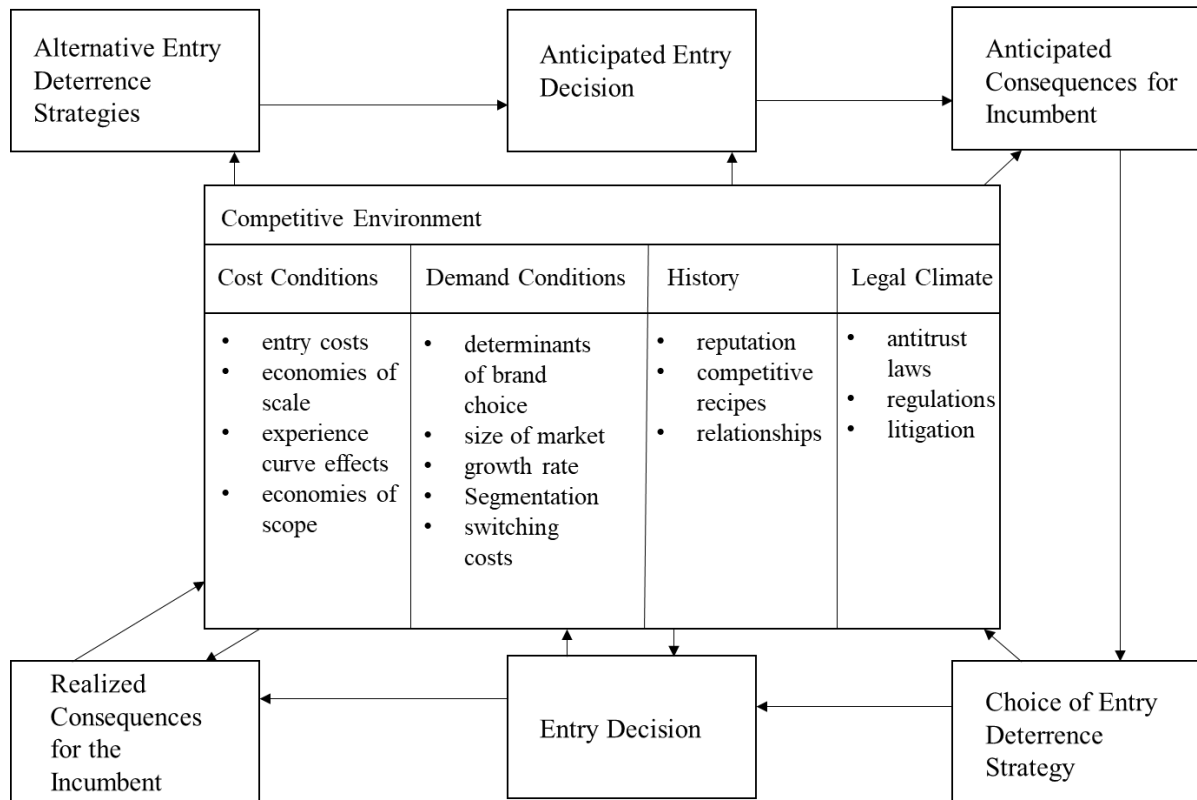 Alternative Entry
Deterrence
Strategies
Anticipated Entry
Decision
Anticipated
Consequences for
Incumbent
Competitive Environment
Cost Conditions
Demand Conditions
History
Legal Climate
• entry costs
• economies of
scale
• experience
curve effects
• economies of
scope
• determinants
of brand
choice
• size of market
• growth rate
• Segmentation
• switching
costs
• reputation
• competitive
recipes
• relationships
• antitrust
laws
• regulations
• litigation
Realized
Consequences
for the
Incumbent
Entry Decision
Choice of Entry
Deterrence
Strategy